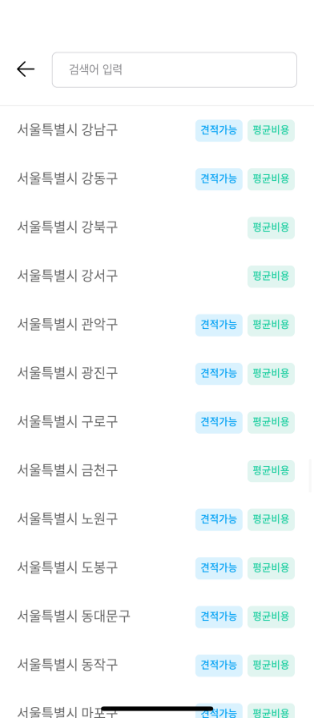 검색어 입력
서울특별시 강남구 견적가능 평균비용
서울특별시 강동구 견적가능 평균비용
서울특별시 강북구 평균비용
서울특별시 강서구 평균비용
서울특별시 관악구 견적가능 평균비용
서울특별시 광진구 견적가능 평균비용
서울특별시 구로구 견적가능 평균비용
서울특별시 금천구 평균비용
서울특별시 노원구 견적가능 평균비용
서울특별시 도봉구 견적가능 평균비용
서울특별시 동대문구 견적가능 평균비용
서울특별시 동작구 견적가능 평균비용
서울특별시 마포구 견적가능 평균비용